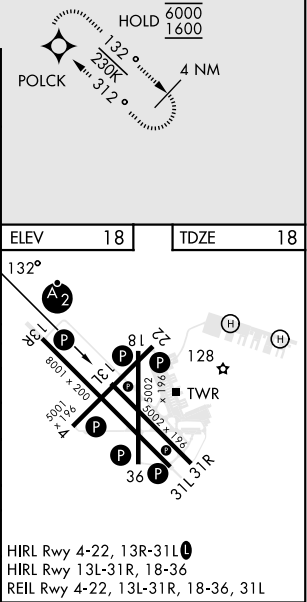 HOLD 6000
1600
132°
230K
312°
4 NM
POLCK
ELEV 18
TDZE 18
132°
A2
P
13R
8001 x 200
13L
P
18
22
P
P
128
H
H
5001
x 196
5002
x 196
TWR
5002 x 196
4
P
P
P
P
36
31L
31R
HIRL Rwy 4-22, 13R-31L L
HIRL Rwy 13L-31R, 18-36
REIL Rwy 4-22, 13L-31R, 18-36, 31L